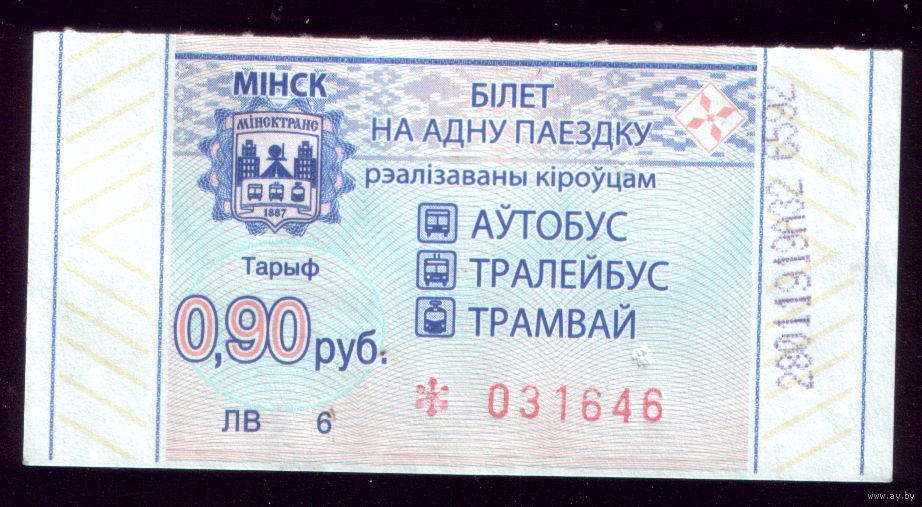 МІНСК
МІНСКТРАНС
1887
БІЛЕТ
НА АДНУ ПАЕЗДКУ
рэалізаваны кіроўцам
АЎТОБУС
ТРАЛЕЙБУС
ТРАМВАЙ
Тарыф
0,90 руб.
ЛВ 6
* 031646
www.ay.by